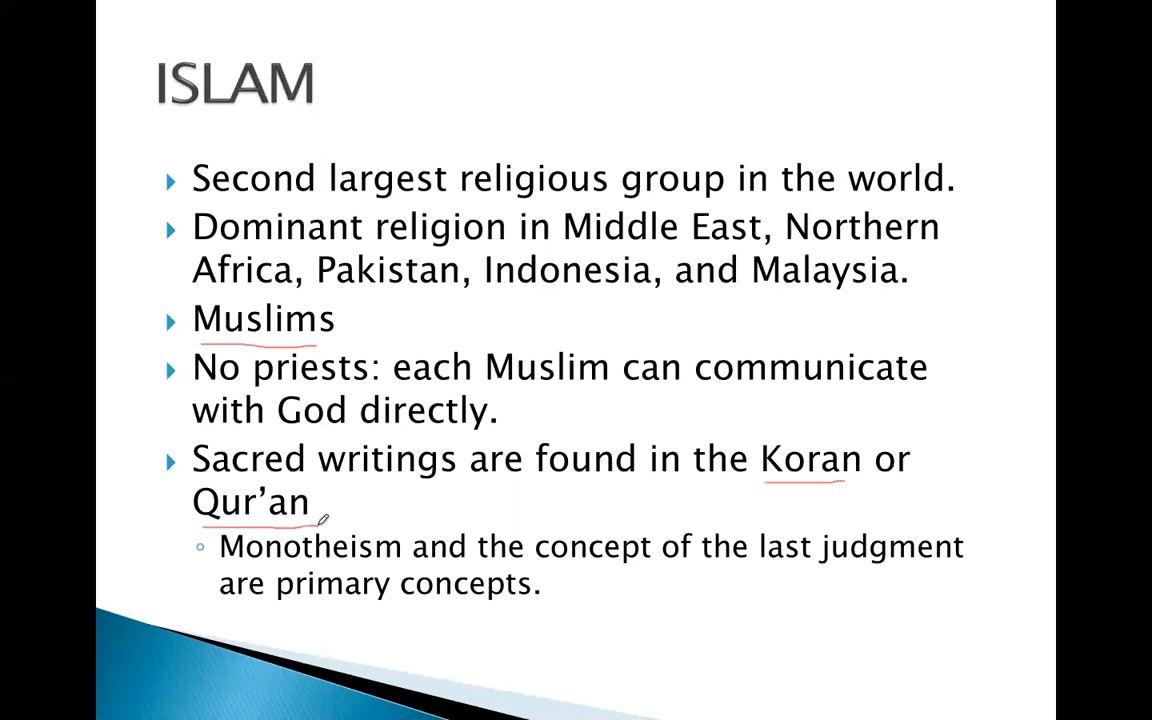 ISLAM
Second largest religious group in the world.
Dominant religion in Middle East, Northern
Africa, Pakistan, Indonesia, and Malaysia.
Muslims
No priests: each Muslim can communicate
with God directly.
Sacred writings are found in the Koran or
Qur’an
Monotheism and the concept of the last judgment
are primary concepts.